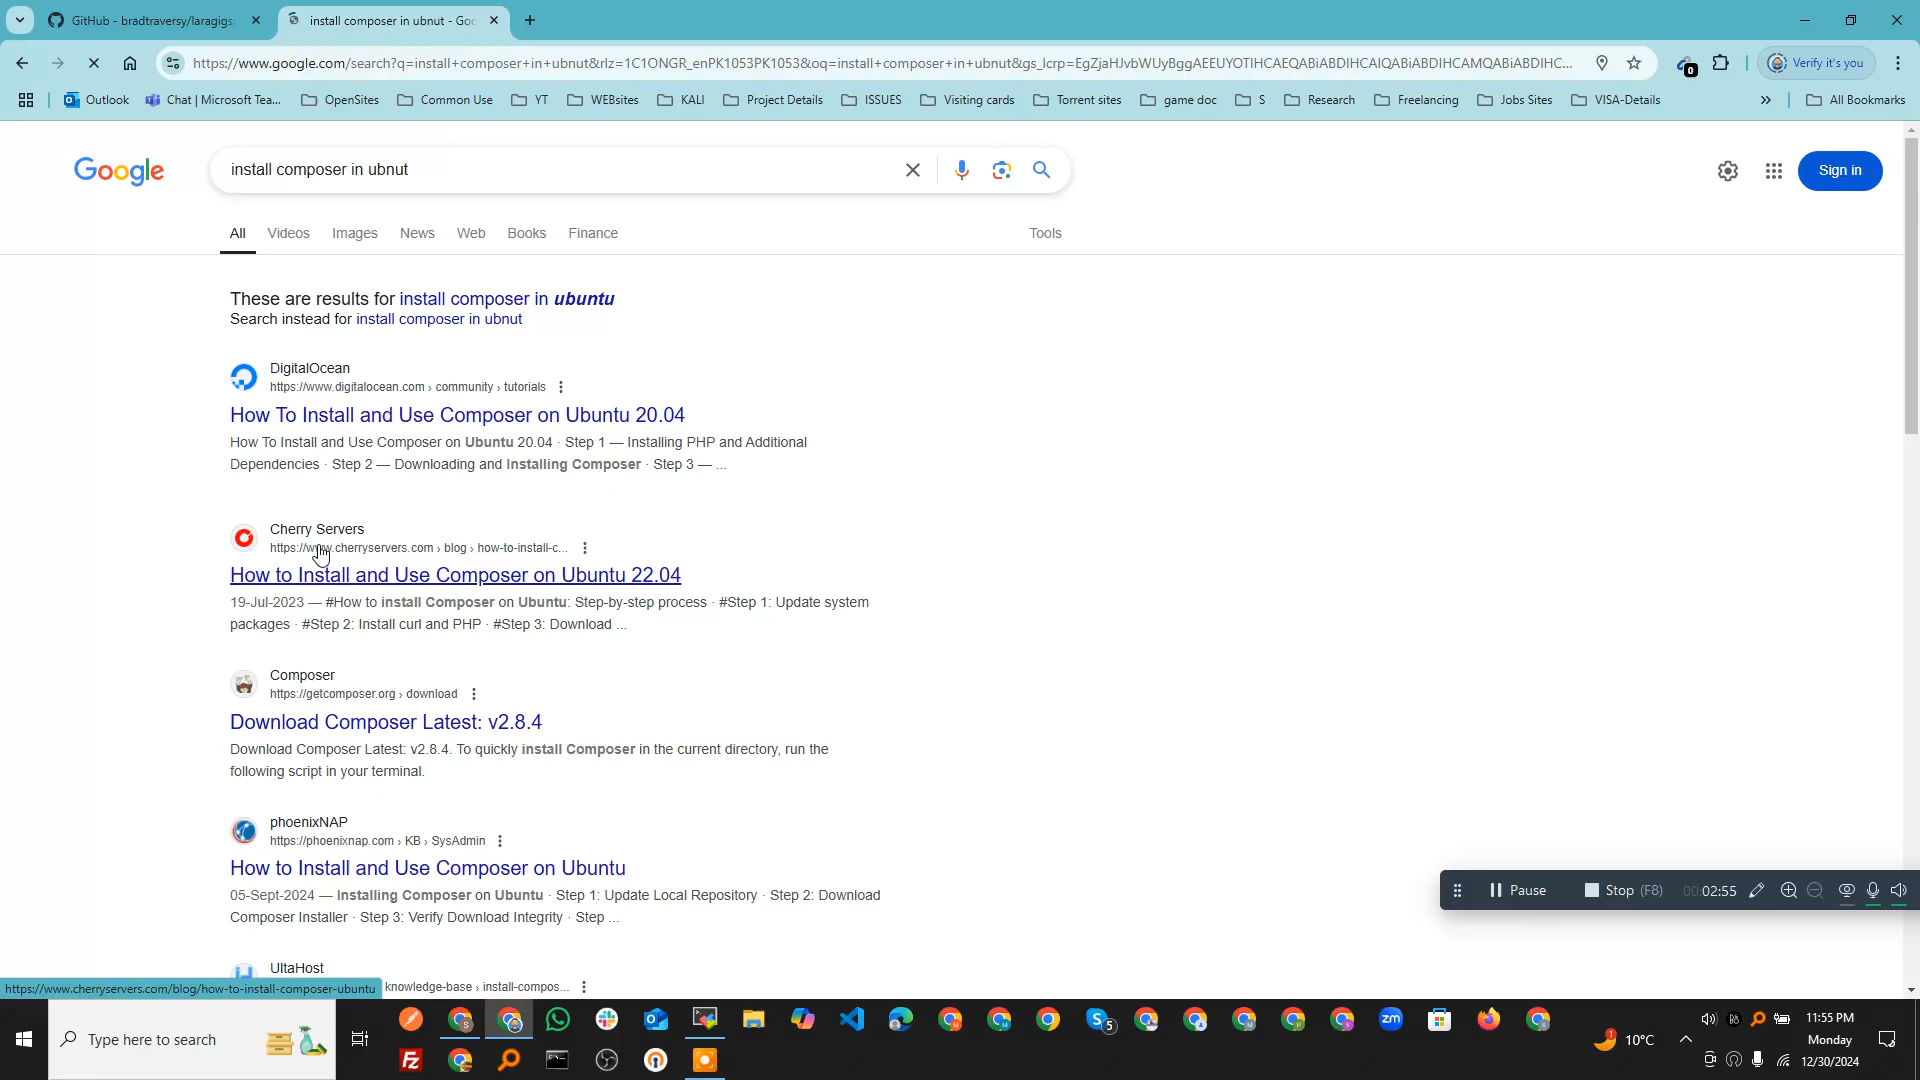 GitHub - bradtraversy/laragigs:
install composer in ubnut - Goo
https://www.google.com/search?q=install+composer+in+ubnut&rlz=1C1ONGR_enPK1053PK1053&oq=install+composer+in+ubnut&gs_lcrp=EgZjaHJvbWUyBggAEEUYOTIHCAEQABiABDIHCAIQABiABDIHCAMQABiABDIHC...
0
Verify it's you
Outlook
Chat | Microsoft Tea...
OpenSites
Common Use
YT
WEBsites
KALI
Project Details
ISSUES
Visiting cards
Torrent sites
game doc
S
Research
Freelancing
Jobs Sites
VISA-Details
»
All Bookmarks
Google
install composer in ubnut
Sign in
All
Videos
Images
News
Web
Books
Finance
Tools
These are results for install composer in ubuntu
Search instead for install composer in ubnut
DigitalOcean
https://www.digitalocean.com › community › tutorials
How To Install and Use Composer on Ubuntu 20.04
How To Install and Use Composer on Ubuntu 20.04 · Step 1 — Installing PHP and Additional
Dependencies · Step 2 — Downloading and Installing Composer · Step 3 — ...
Cherry Servers
https://www.cherryservers.com › blog › how-to-install-c...
How to Install and Use Composer on Ubuntu 22.04
19-Jul-2023 — #How to install Composer on Ubuntu: Step-by-step process · #Step 1: Update system
packages · #Step 2: Install curl and PHP · #Step 3: Download ...
Composer
https://getcomposer.org › download
Download Composer Latest: v2.8.4
Download Composer Latest: v2.8.4. To quickly install Composer in the current directory, run the
following script in your terminal.
phoenixNAP
https://phoenixnap.com › KB › SysAdmin
How to Install and Use Composer on Ubuntu
05-Sept-2024 — Installing Composer on Ubuntu · Step 1: Update Local Repository · Step 2: Download
Composer Installer · Step 3: Verify Download Integrity · Step ...
Pause
Stop (F8)
00:02:55
UltaHost
https://www.cherryservers.com/blog/how-to-install-composer-ubuntu
knowledge-base › install-compos...
Type here to search
5
zm
1
10°C
11:55 PM
Monday
12/30/2024